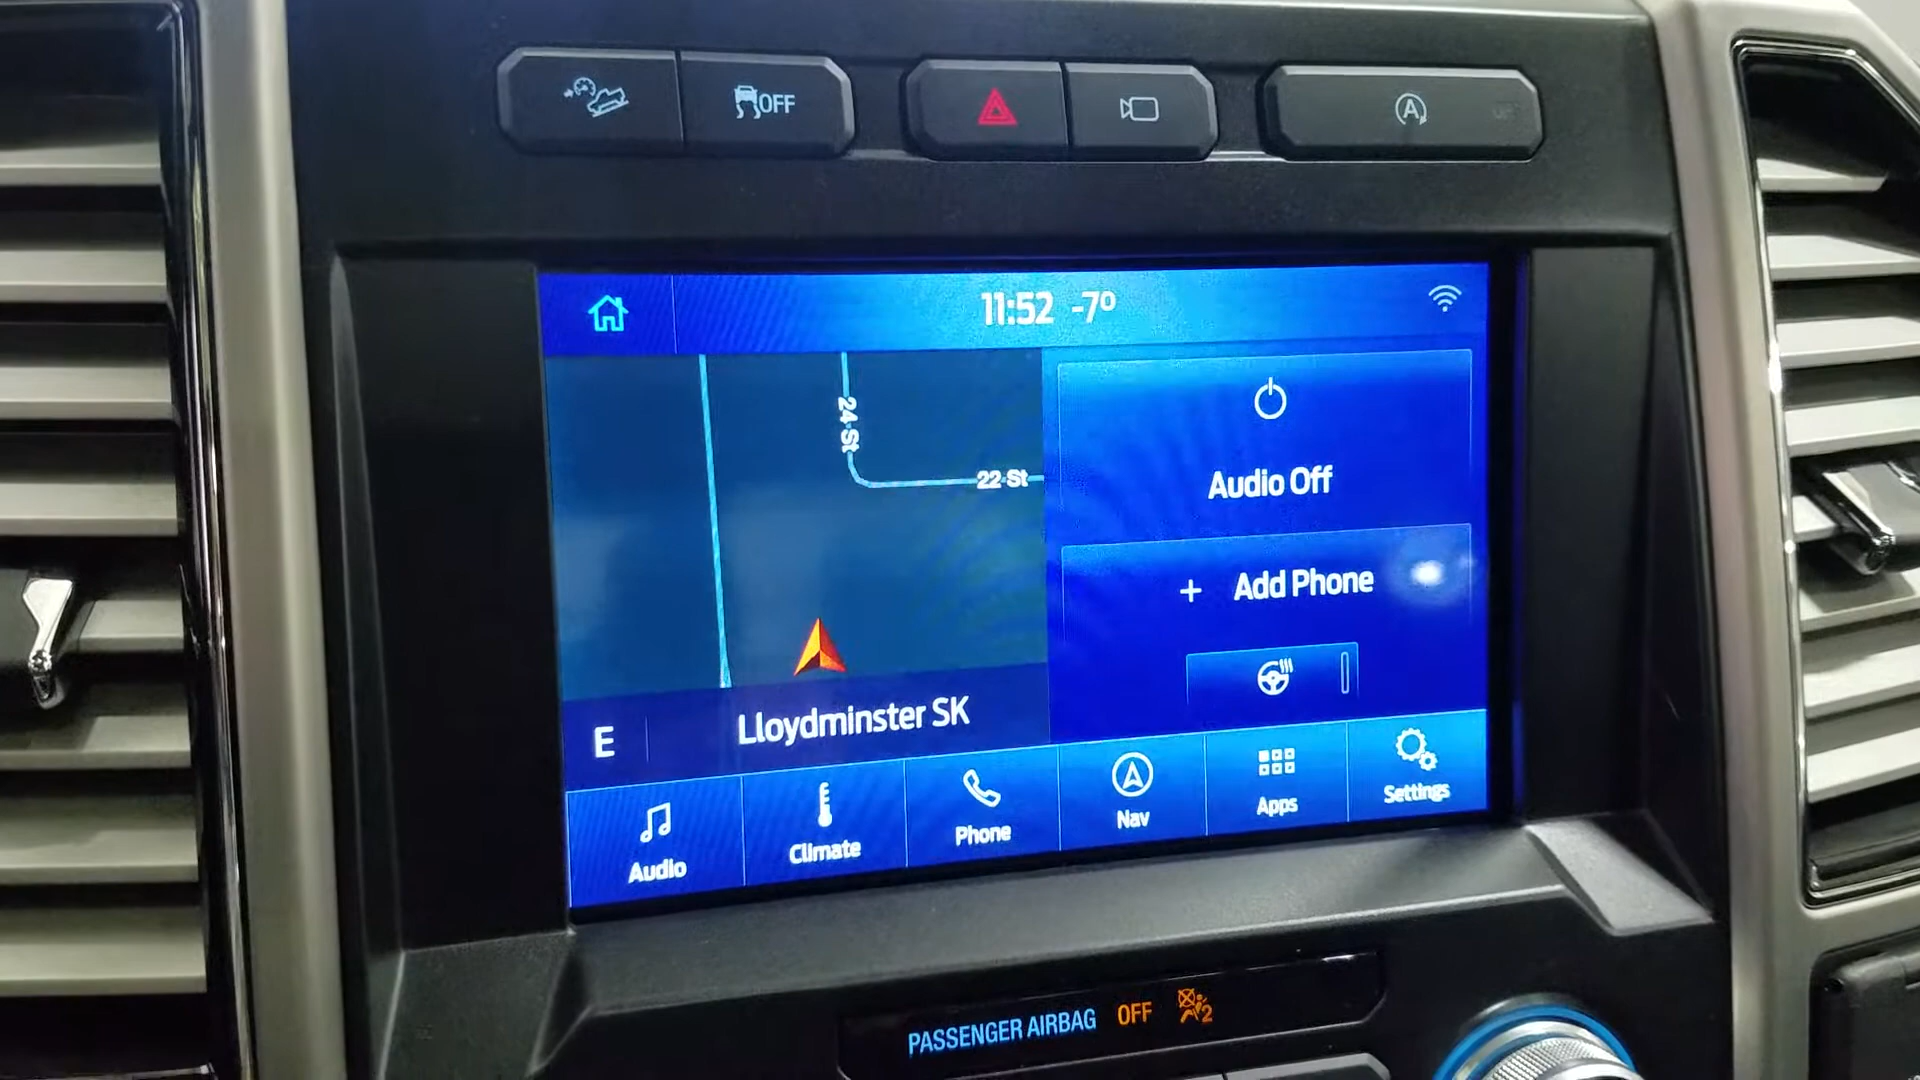 OFF
A
11:52 -7°
24 St
22 St
Audio Off
+ Add Phone
E
Lloydminster SK
Audio
Climate
Phone
Nav
Apps
Settings
PASSENGER AIRBAG OFF 2